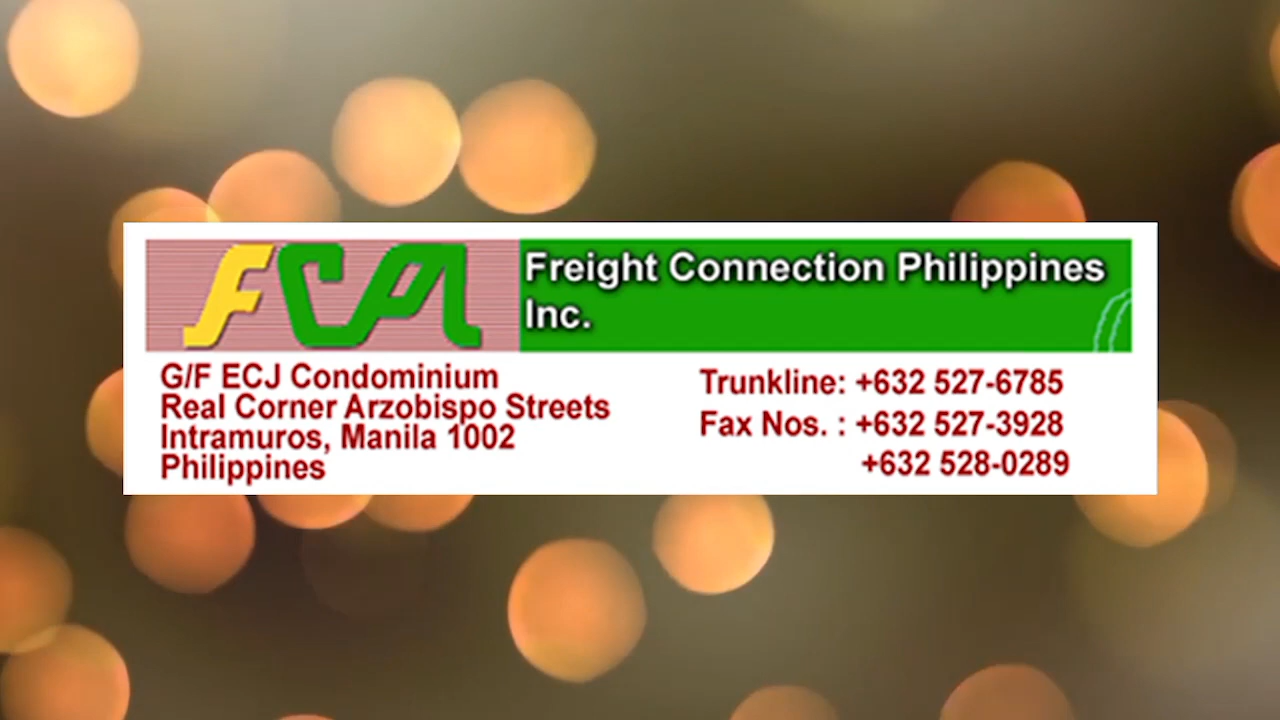 FCPI
Freight Connection Philippines
Inc.
G/F ECJ Condominium
Real Corner Arzobispo Streets
Intramuros, Manila 1002
Philippines
Trunkline: +632 527-6785
Fax Nos. : +632 527-3928
+632 528-0289